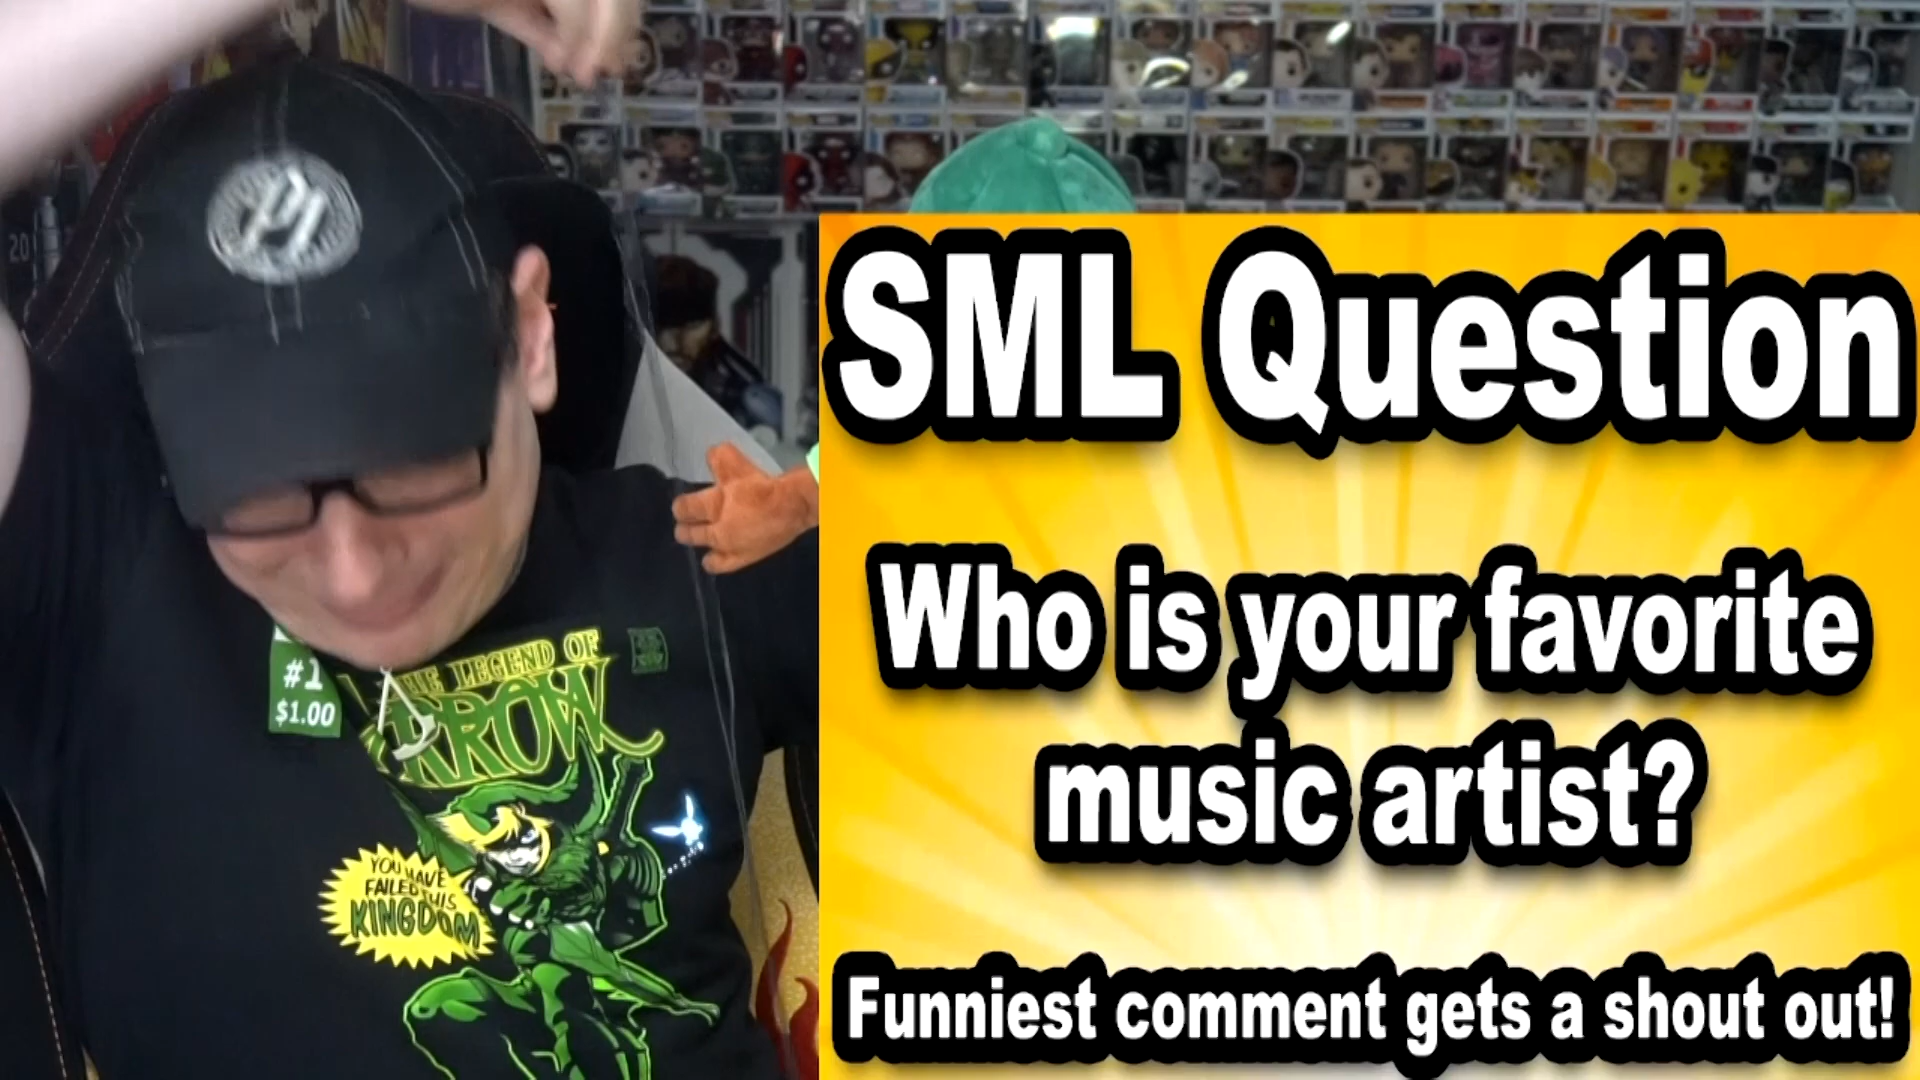 SML Question
Who is your favorite
music artist?
Funniest comment gets a shout out!
#1
$1.00
THE LEGEND OF
ARROW
YOU HAVE
FAILED THIS
KINGDOM
20